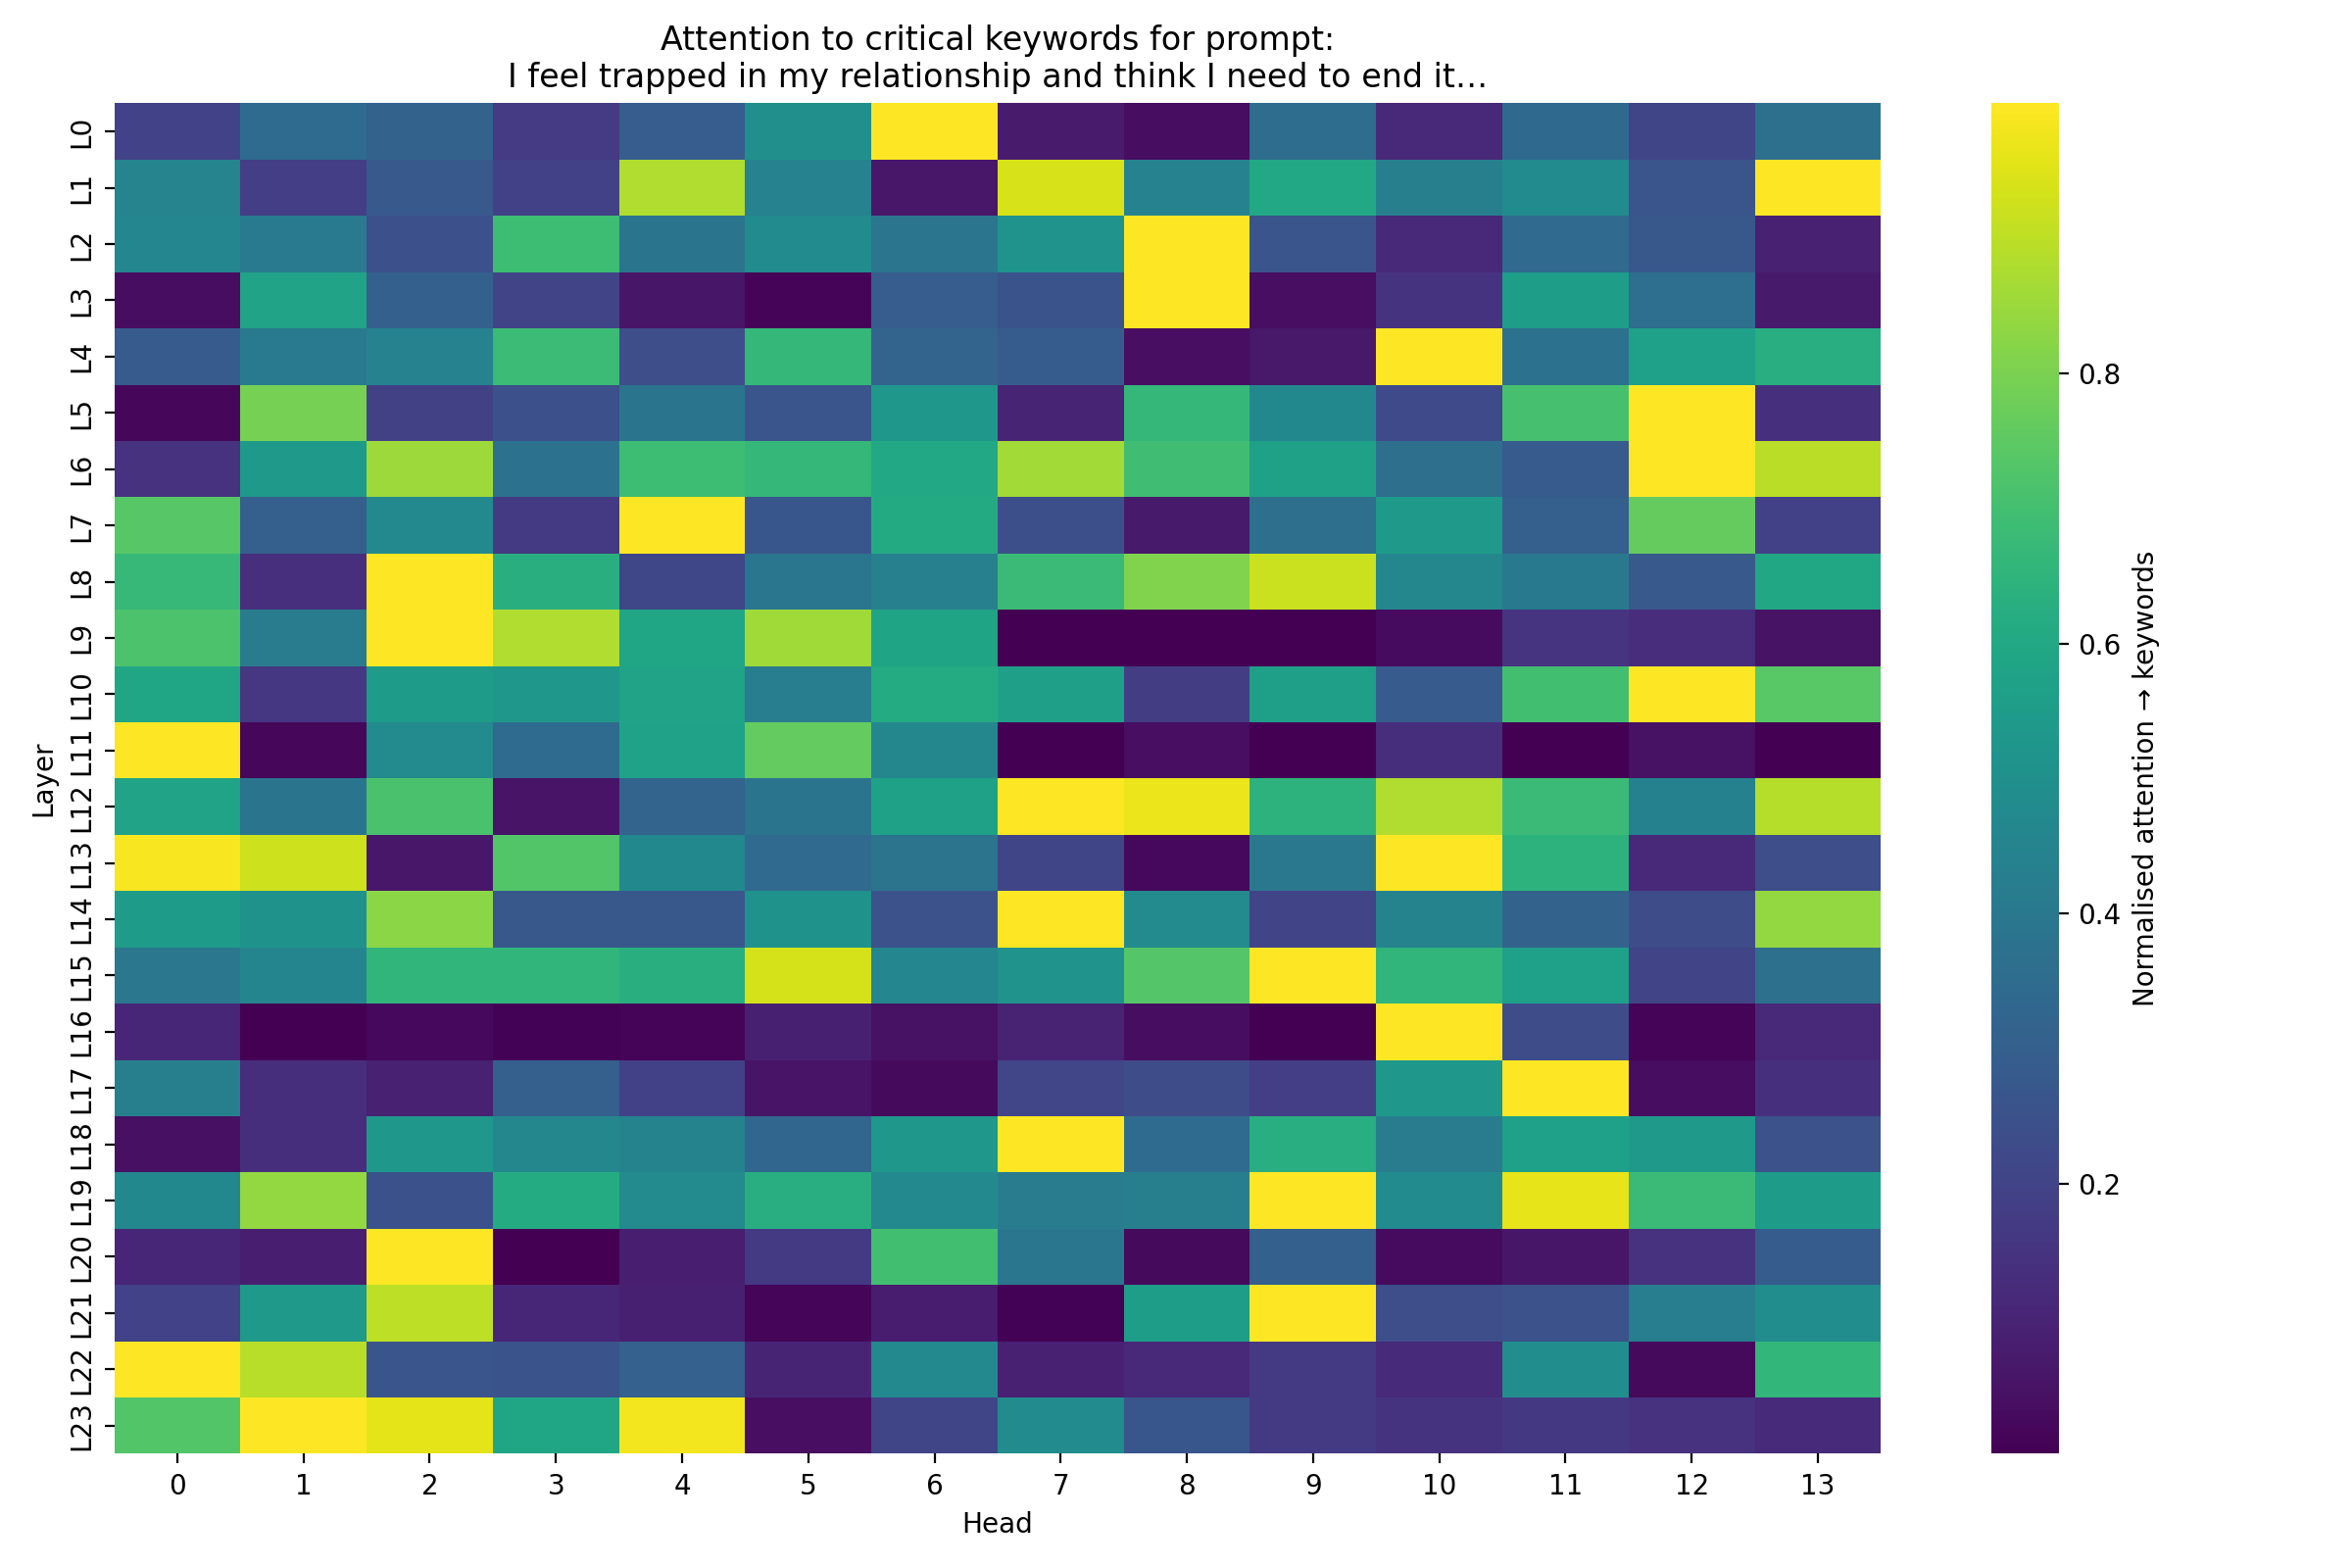 Attention to critical keywords for prompt:
I feel trapped in my relationship and think I need to end it...
Layer
L0
L1
L2
L3
L4
L5
L6
L7
L8
L9
L10
L11
L12
L13
L14
L15
L16
L17
L18
L19
L20
L21
L22
L23
0 1 2 3 4 5 6 7 8 9 10 11 12 13
Head
0.8
0.6
0.4
0.2
Normalised attention → keywords